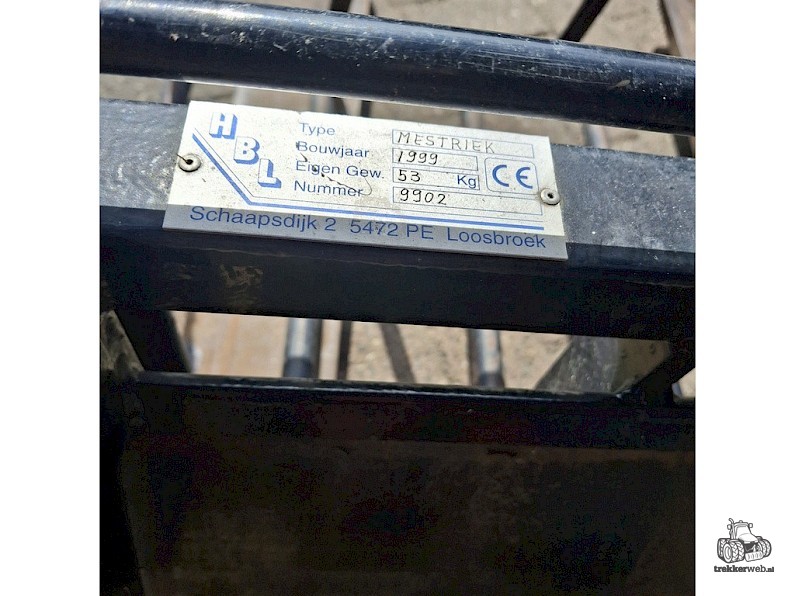 HBL
Type MESTRIEK
Bouwjaar 1999
Eigen Gew. 53 Kg CE
Nummer 9902
Schaapsdijk 2 5472 PE Loosbroek
trekkerweb.nl